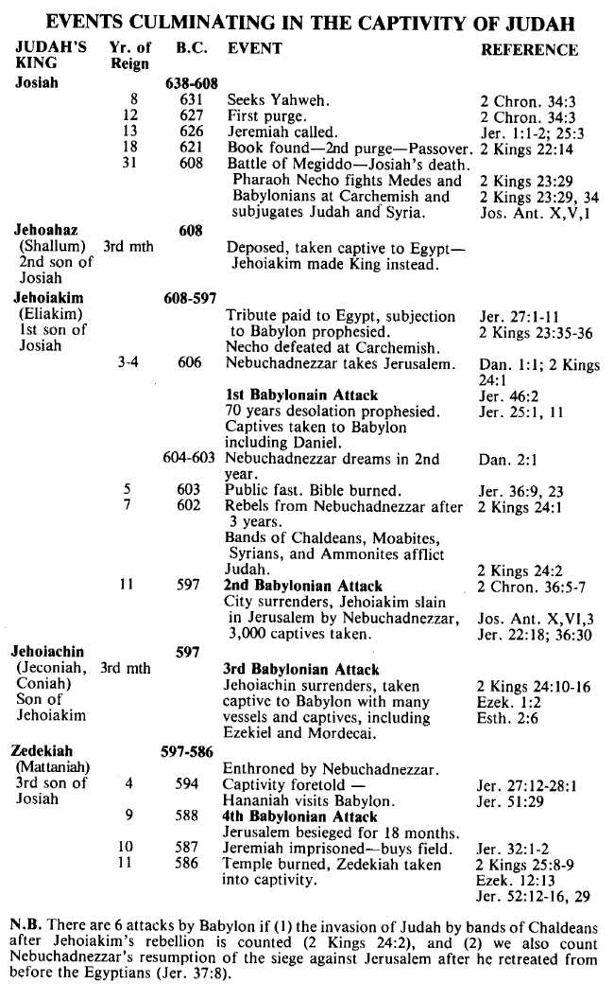 EVENTS CULMINATING IN THE CAPTIVITY OF JUDAH
JUDAH'S Yr. of B.C. EVENT REFERENCE
KING Reign
Josiah 638-608
8 631 Seeks Yahweh. 2 Chron. 34:3
12 627 First purge. 2 Chron. 34:3
13 626 Jeremiah called. Jer. 1:1-2; 25:3
18 621 Book found—2nd purge—Passover. 2 Kings 22:14
31 608 Battle of Megiddo—Josiah's death.
Pharaoh Necho fights Medes and 2 Kings 23:29
Babylonians at Carchemish and 2 Kings 23:29, 34
subjugates Judah and Syria. Jos. Ant. X,V,1
Jehoahaz 608
(Shallum) 3rd mth Deposed, taken captive to Egypt—
2nd son of Jehoiakim made King instead.
Josiah
Jehoiakim 608-597
(Eliakim) Tribute paid to Egypt, subjection Jer. 27:1-11
1st son of to Babylon prophesied. 2 Kings 23:35-36
Josiah Necho defeated at Carchemish.
3-4 606 Nebuchadnezzar takes Jerusalem. Dan. 1:1; 2 Kings
24:1
1st Babylonain Attack Jer. 46:2
70 years desolation prophesied. Jer. 25:1, 11
Captives taken to Babylon
including Daniel.
604-603 Nebuchadnezzar dreams in 2nd Dan. 2:1
year.
5 603 Public fast. Bible burned. Jer. 36:9, 23
7 602 Rebels from Nebuchadnezzar after 2 Kings 24:1
3 years.
Bands of Chaldeans, Moabites,
Syrians, and Ammonites afflict
Judah. 2 Kings 24:2
11 597 2nd Babylonian Attack 2 Chron. 36:5-7
City surrenders, Jehoiakim slain
in Jerusalem by Nebuchadnezzar, Jos. Ant. X,VI,3
3,000 captives taken. Jer. 22:18; 36:30
Jehoiachin 597
(Jeconiah, 3rd mth 3rd Babylonian Attack
Coniah) Jehoiachin surrenders, taken 2 Kings 24:10-16
Son of captive to Babylon with many Ezek. 1:2
Jehoiakim vessels and captives, including Esth. 2:6
Ezekiel and Mordecai.
Zedekiah 597-586
(Mattaniah) Enthroned by Nebuchadnezzar.
3rd son of 4 594 Captivity foretold — Jer. 27:12-28:1
Josiah Hananiah visits Babylon. Jer. 51:29
9 588 4th Babylonian Attack
Jerusalem besieged for 18 months.
10 587 Jeremiah imprisoned—buys field. Jer. 32:1-2
11 586 Temple burned, Zedekiah taken 2 Kings 25:8-9
into captivity. Ezek. 12:13
Jer. 52:12-16, 29
N.B. There are 6 attacks by Babylon if (1) the invasion of Judah by bands of Chaldeans
after Jehoiakim's rebellion is counted (2 Kings 24:2), and (2) we also count
Nebuchadnezzar's resumption of the siege against Jerusalem after he retreated from
before the Egyptians (Jer. 37:8).